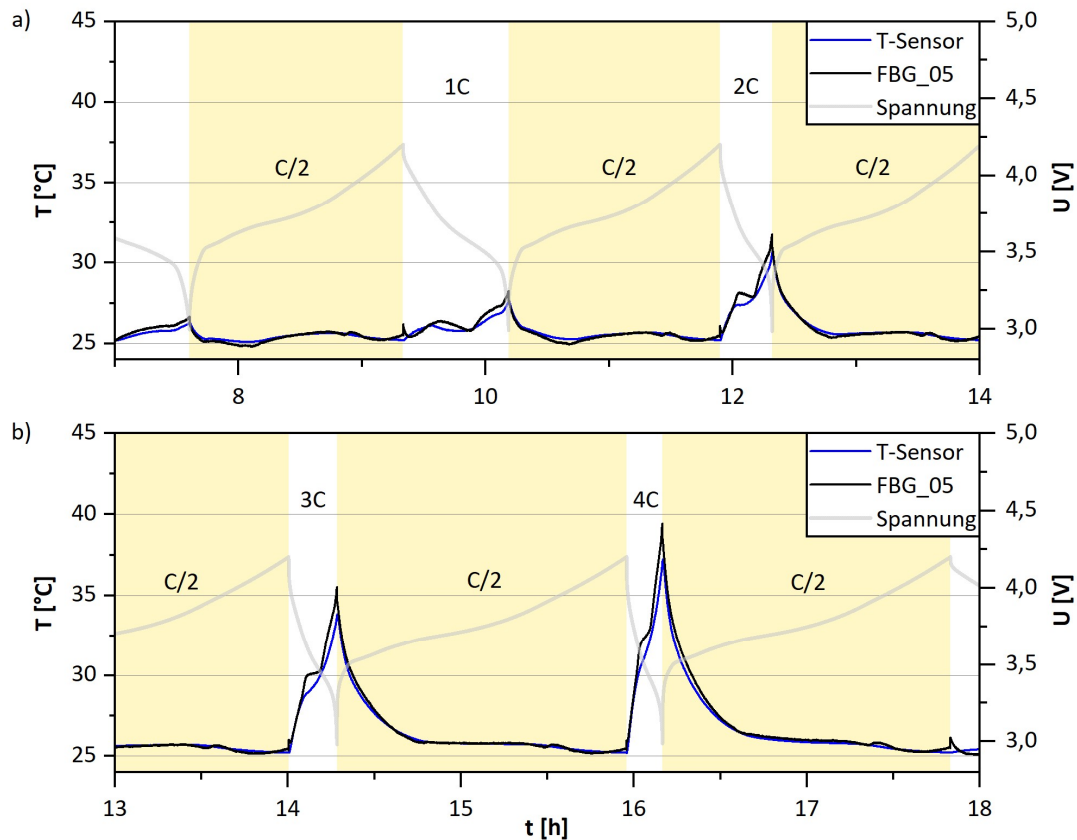 a)
45
40
35
30
25
T [°C]
5,0
4,5
4,0
3,5
3,0
U [V]
T-Sensor
FBG_05
Spannung
1C
2C
C/2
C/2
C/2
8
10
12
14
b)
45
40
35
30
25
T [°C]
5,0
4,5
4,0
3,5
3,0
U [V]
T-Sensor
FBG_05
Spannung
3C
4C
C/2
C/2
C/2
13
14
15
16
17
18
t [h]